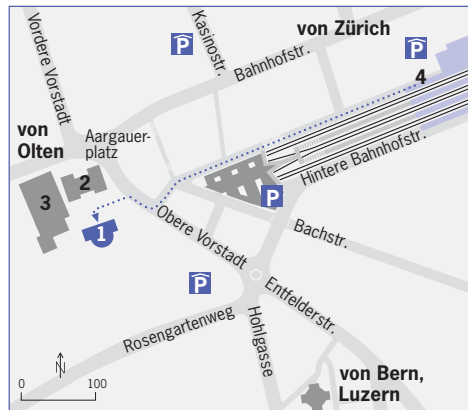 Vordere Vorstadt
Kasinostr.
von Zürich
P
P
4
Bahnhofstr.
von
Olten
Aargauer-
platz
2
3
1
Hintere Bahnhofstr.
P
Bachstr.
Obere Vorstadt
P
Entfelderstr.
Rosengartenweg
Hohlgasse
N
0 100
von Bern,
Luzern